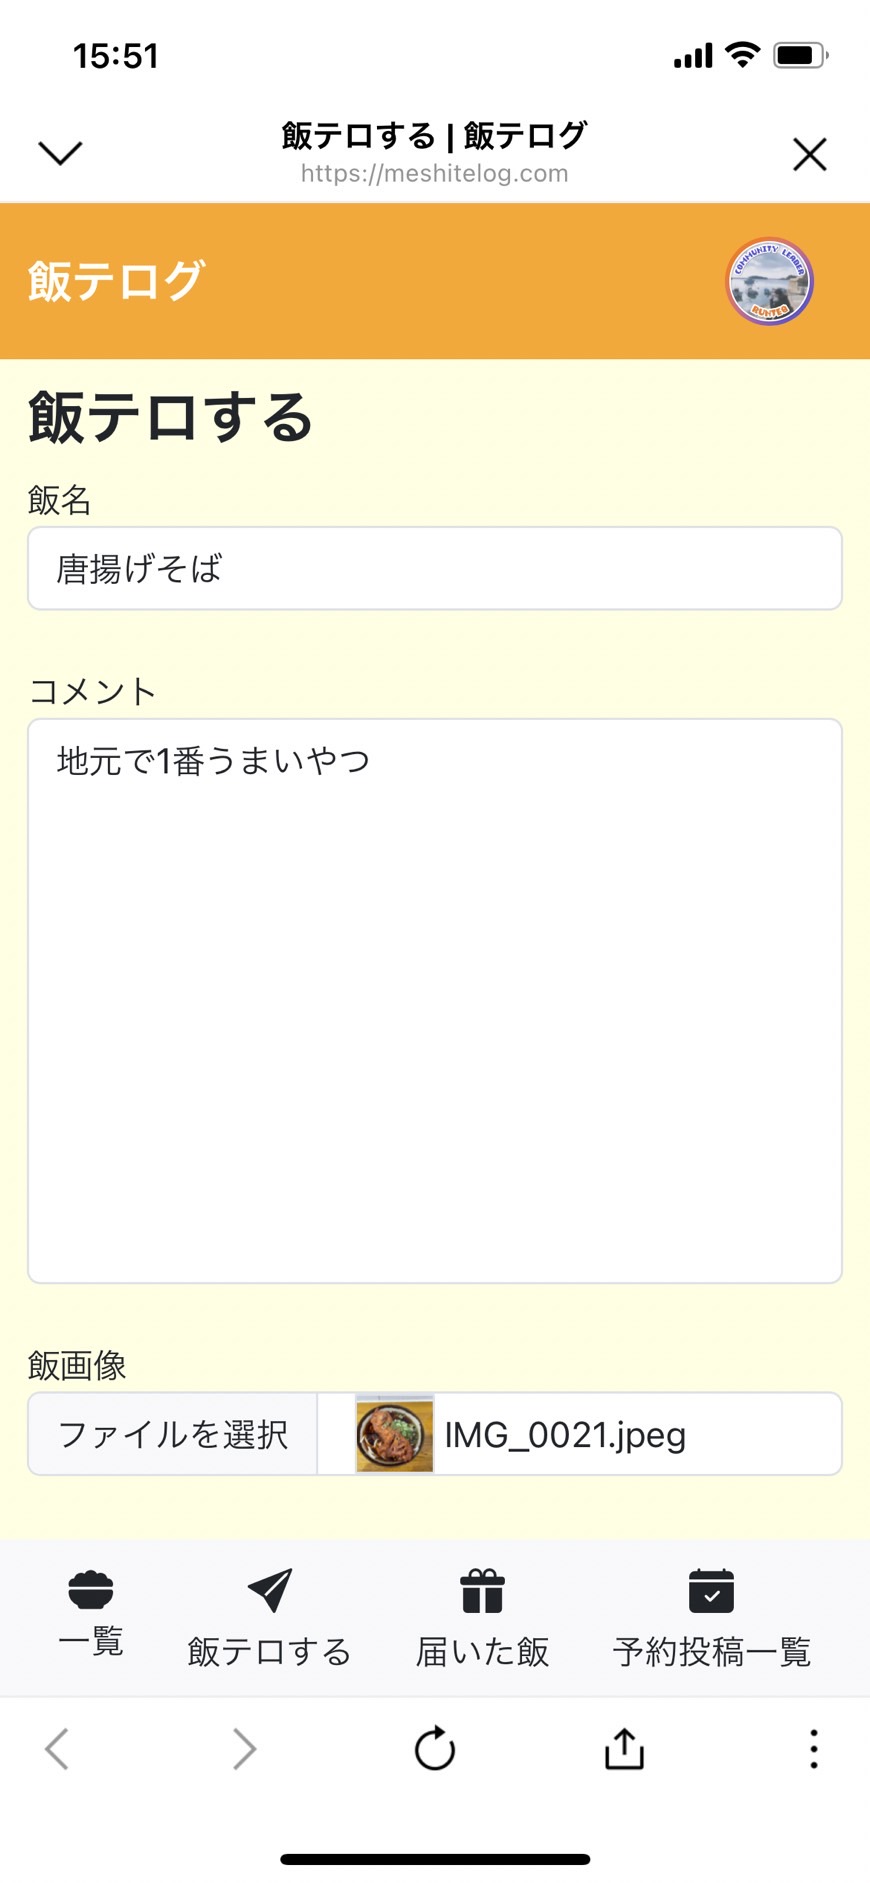 15:51
飯テロする | 飯テログ
https://meshitelog.com
飯テログ
COMMUNITY LEADER
RUNTEQ
飯テロする
飯名
唐揚げそば
コメント
地元で1番うまいやつ
飯画像
ファイルを選択 IMG_0021.jpeg
一覧 飯テロする 届いた飯 予約投稿一覧